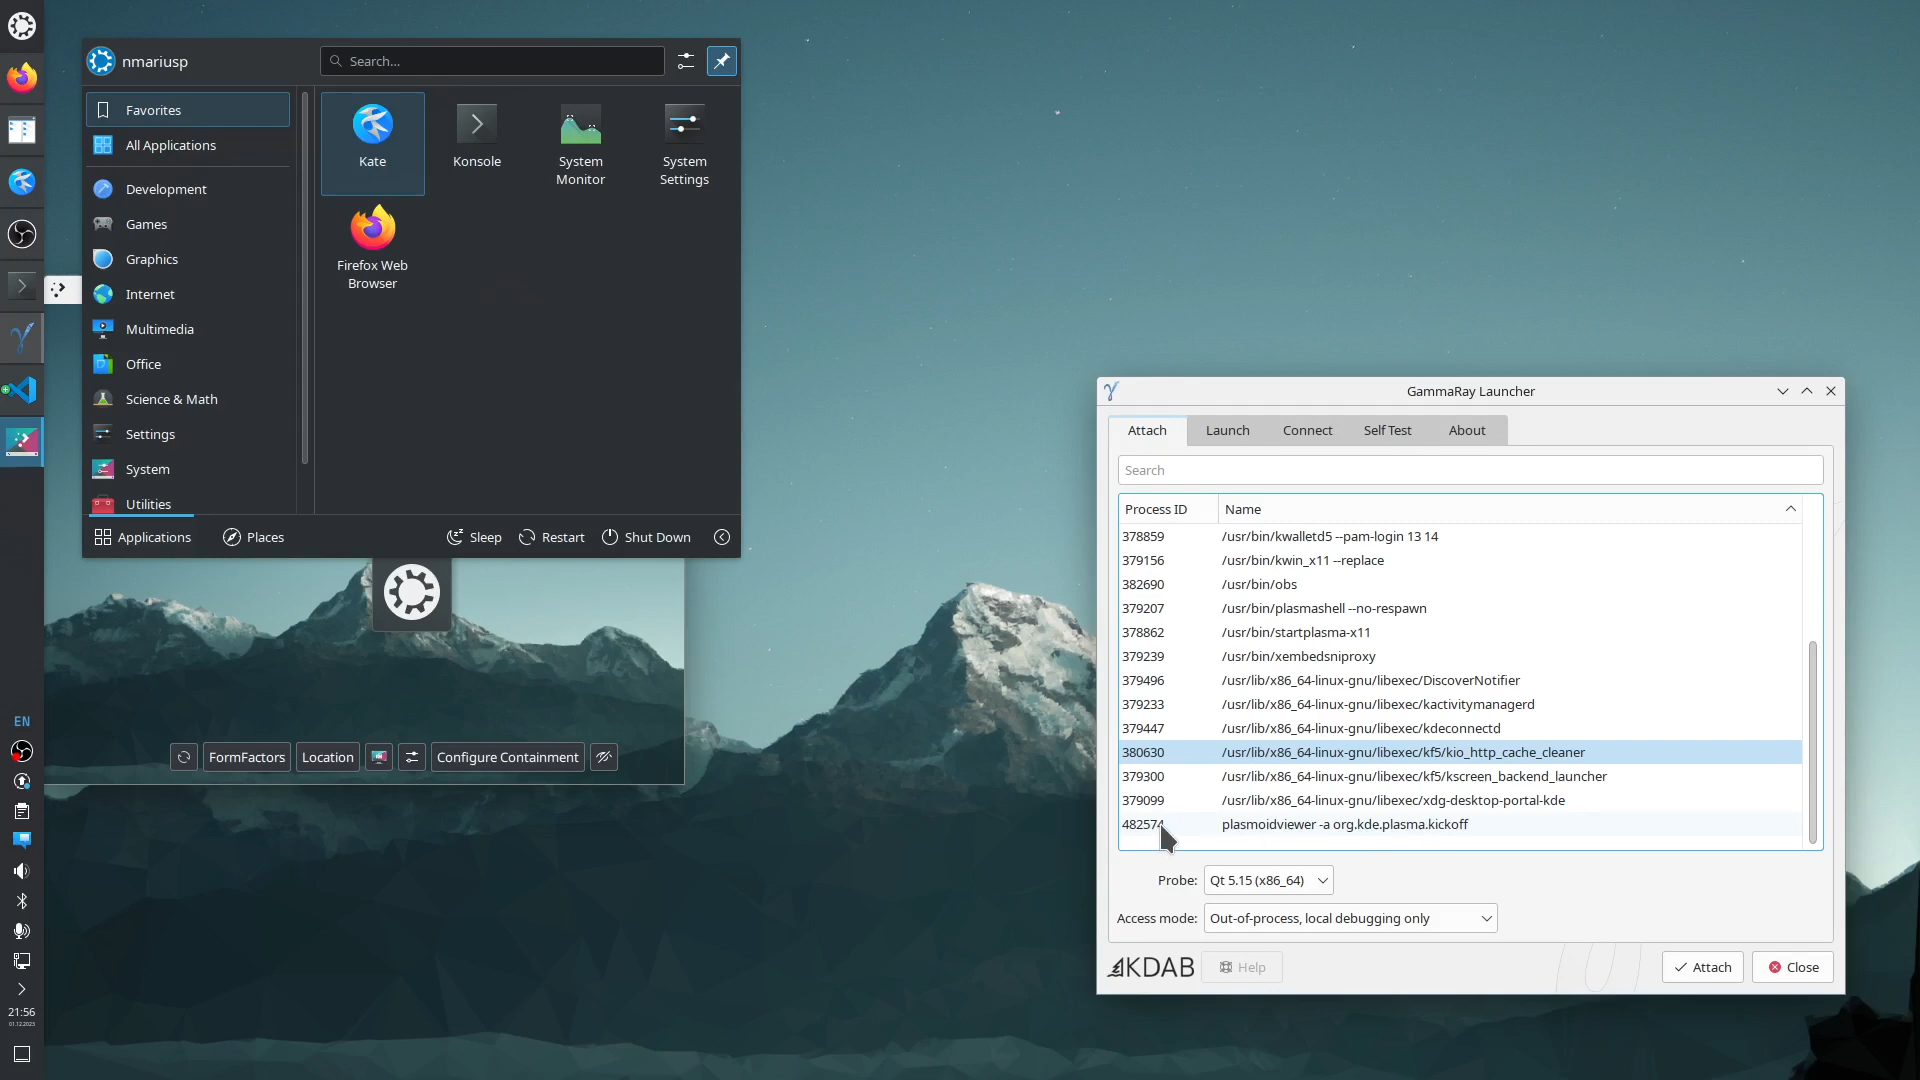 nmariusp
Search...
Favorites
All Applications
Development
Games
Graphics
Internet
Multimedia
Office
Science & Math
Settings
System
Utilities
Kate
Konsole
System
Monitor
System
Settings
Firefox Web
Browser
Applications
Places
Sleep
Restart
Shut Down
FormFactors
Location
Configure Containment
EN
21:56
01.12.2023
GammaRay Launcher
Attach
Launch
Connect
Self Test
About
Search
Process ID Name
378859 /usr/bin/kwalletd5 --pam-login 13 14
379156 /usr/bin/kwin_x11 --replace
382690 /usr/bin/obs
379207 /usr/bin/plasmashell --no-respawn
378862 /usr/bin/startplasma-x11
379239 /usr/bin/xembedsniproxy
379496 /usr/lib/x86_64-linux-gnu/libexec/DiscoverNotifier
379233 /usr/lib/x86_64-linux-gnu/libexec/kactivitymanagerd
379447 /usr/lib/x86_64-linux-gnu/libexec/kdeconnectd
380630 /usr/lib/x86_64-linux-gnu/libexec/kf5/kio_http_cache_cleaner
379300 /usr/lib/x86_64-linux-gnu/libexec/kf5/kscreen_backend_launcher
379099 /usr/lib/x86_64-linux-gnu/libexec/xdg-desktop-portal-kde
482574 plasmoidviewer -a org.kde.plasma.kickoff
Probe: Qt 5.15 (x86_64)
Access mode: Out-of-process, local debugging only
KDAB
Help
Attach
Close